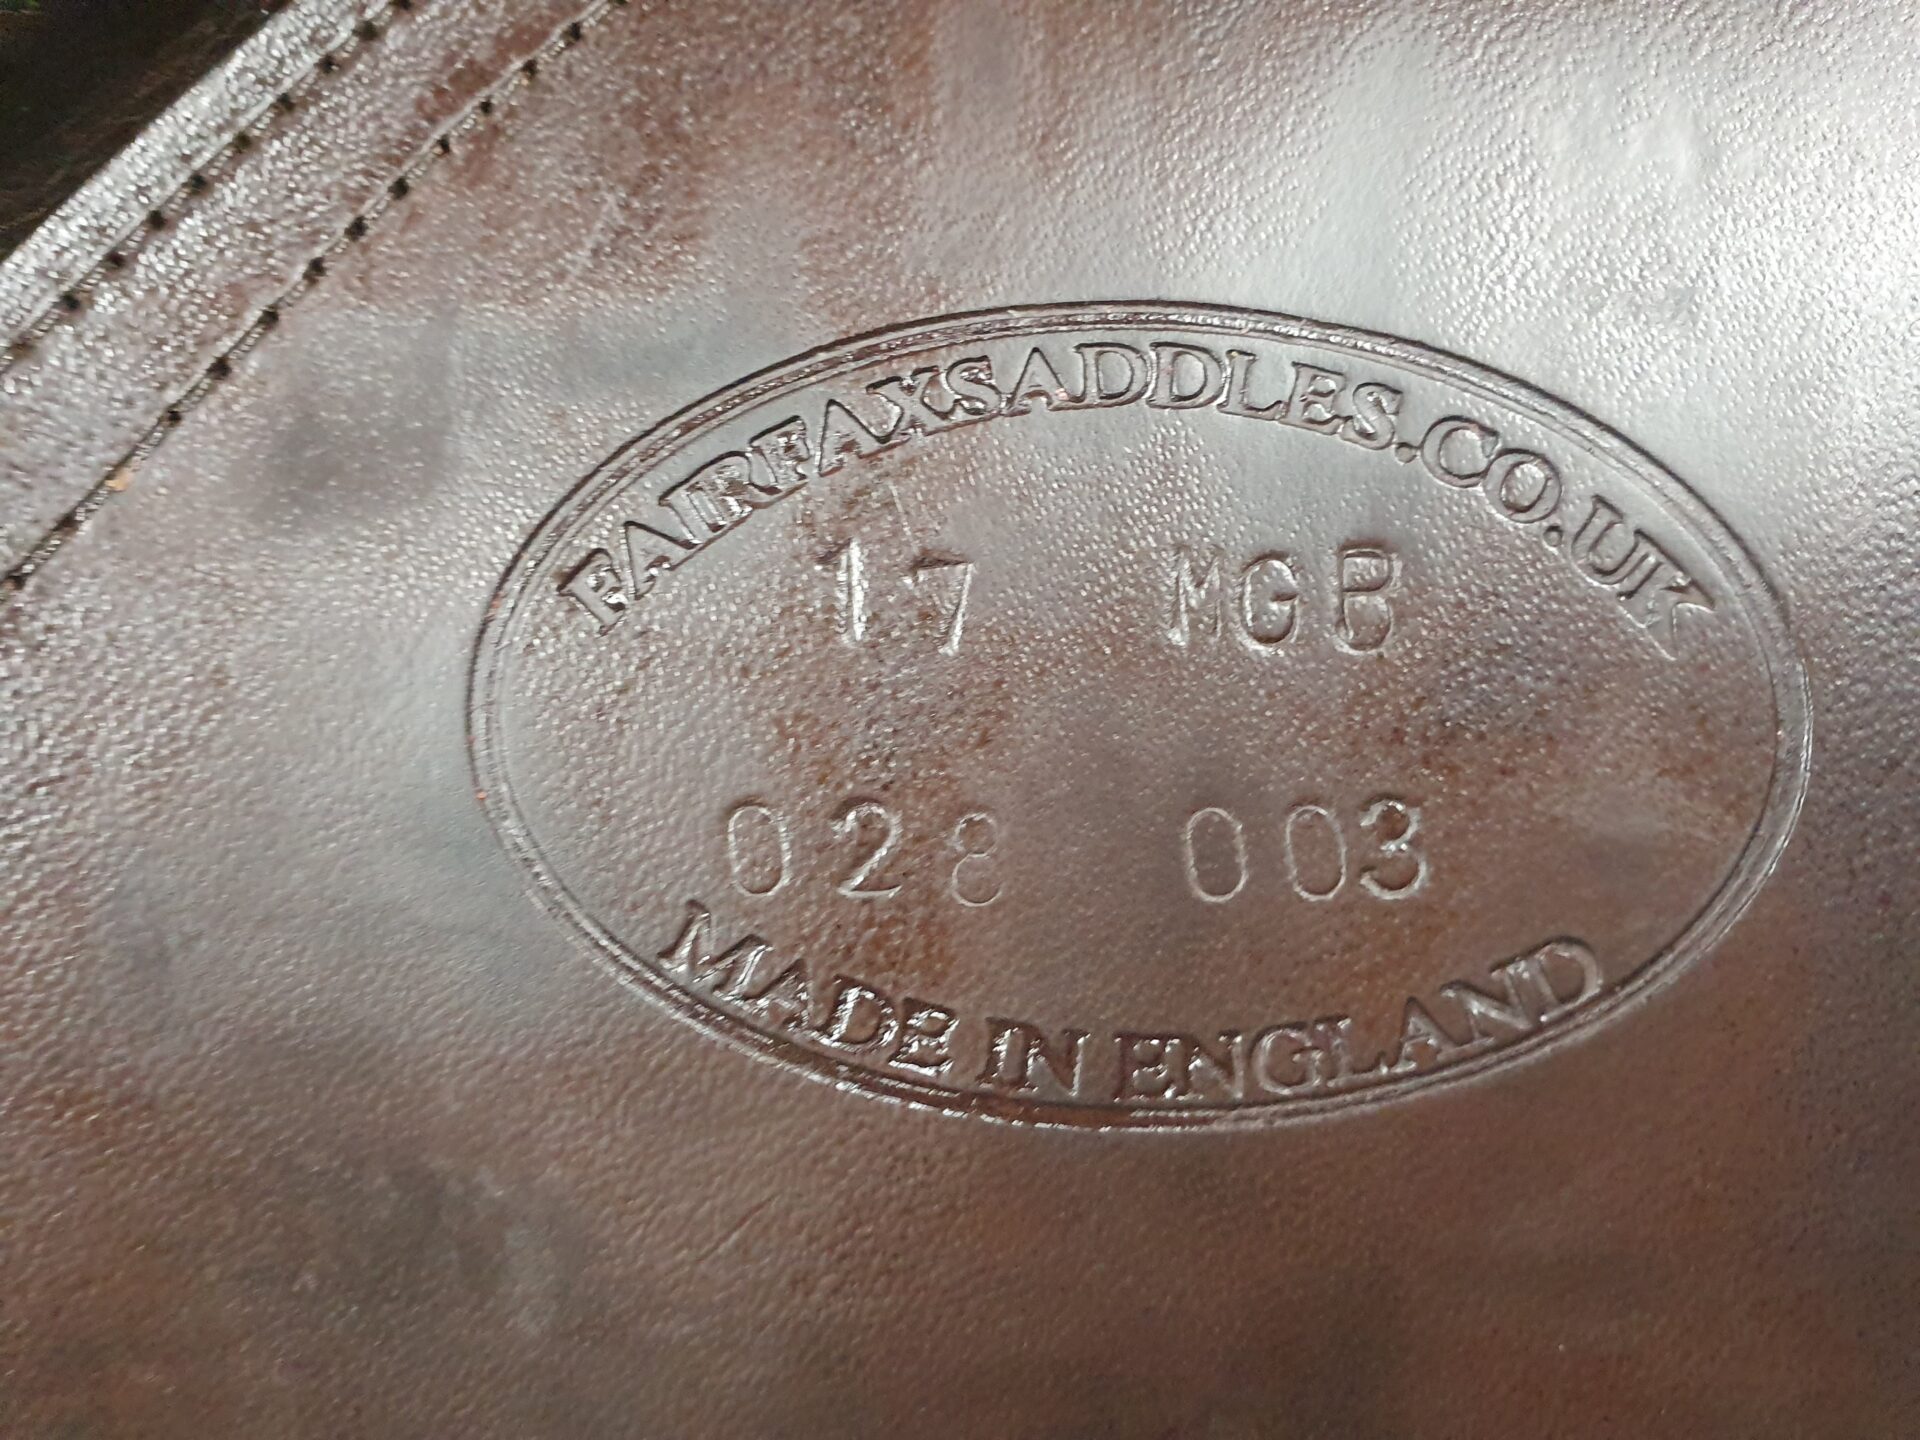 FAIRFAXSADDLES.CO.UK
17 MGB
028 003
MADE IN ENGLAND